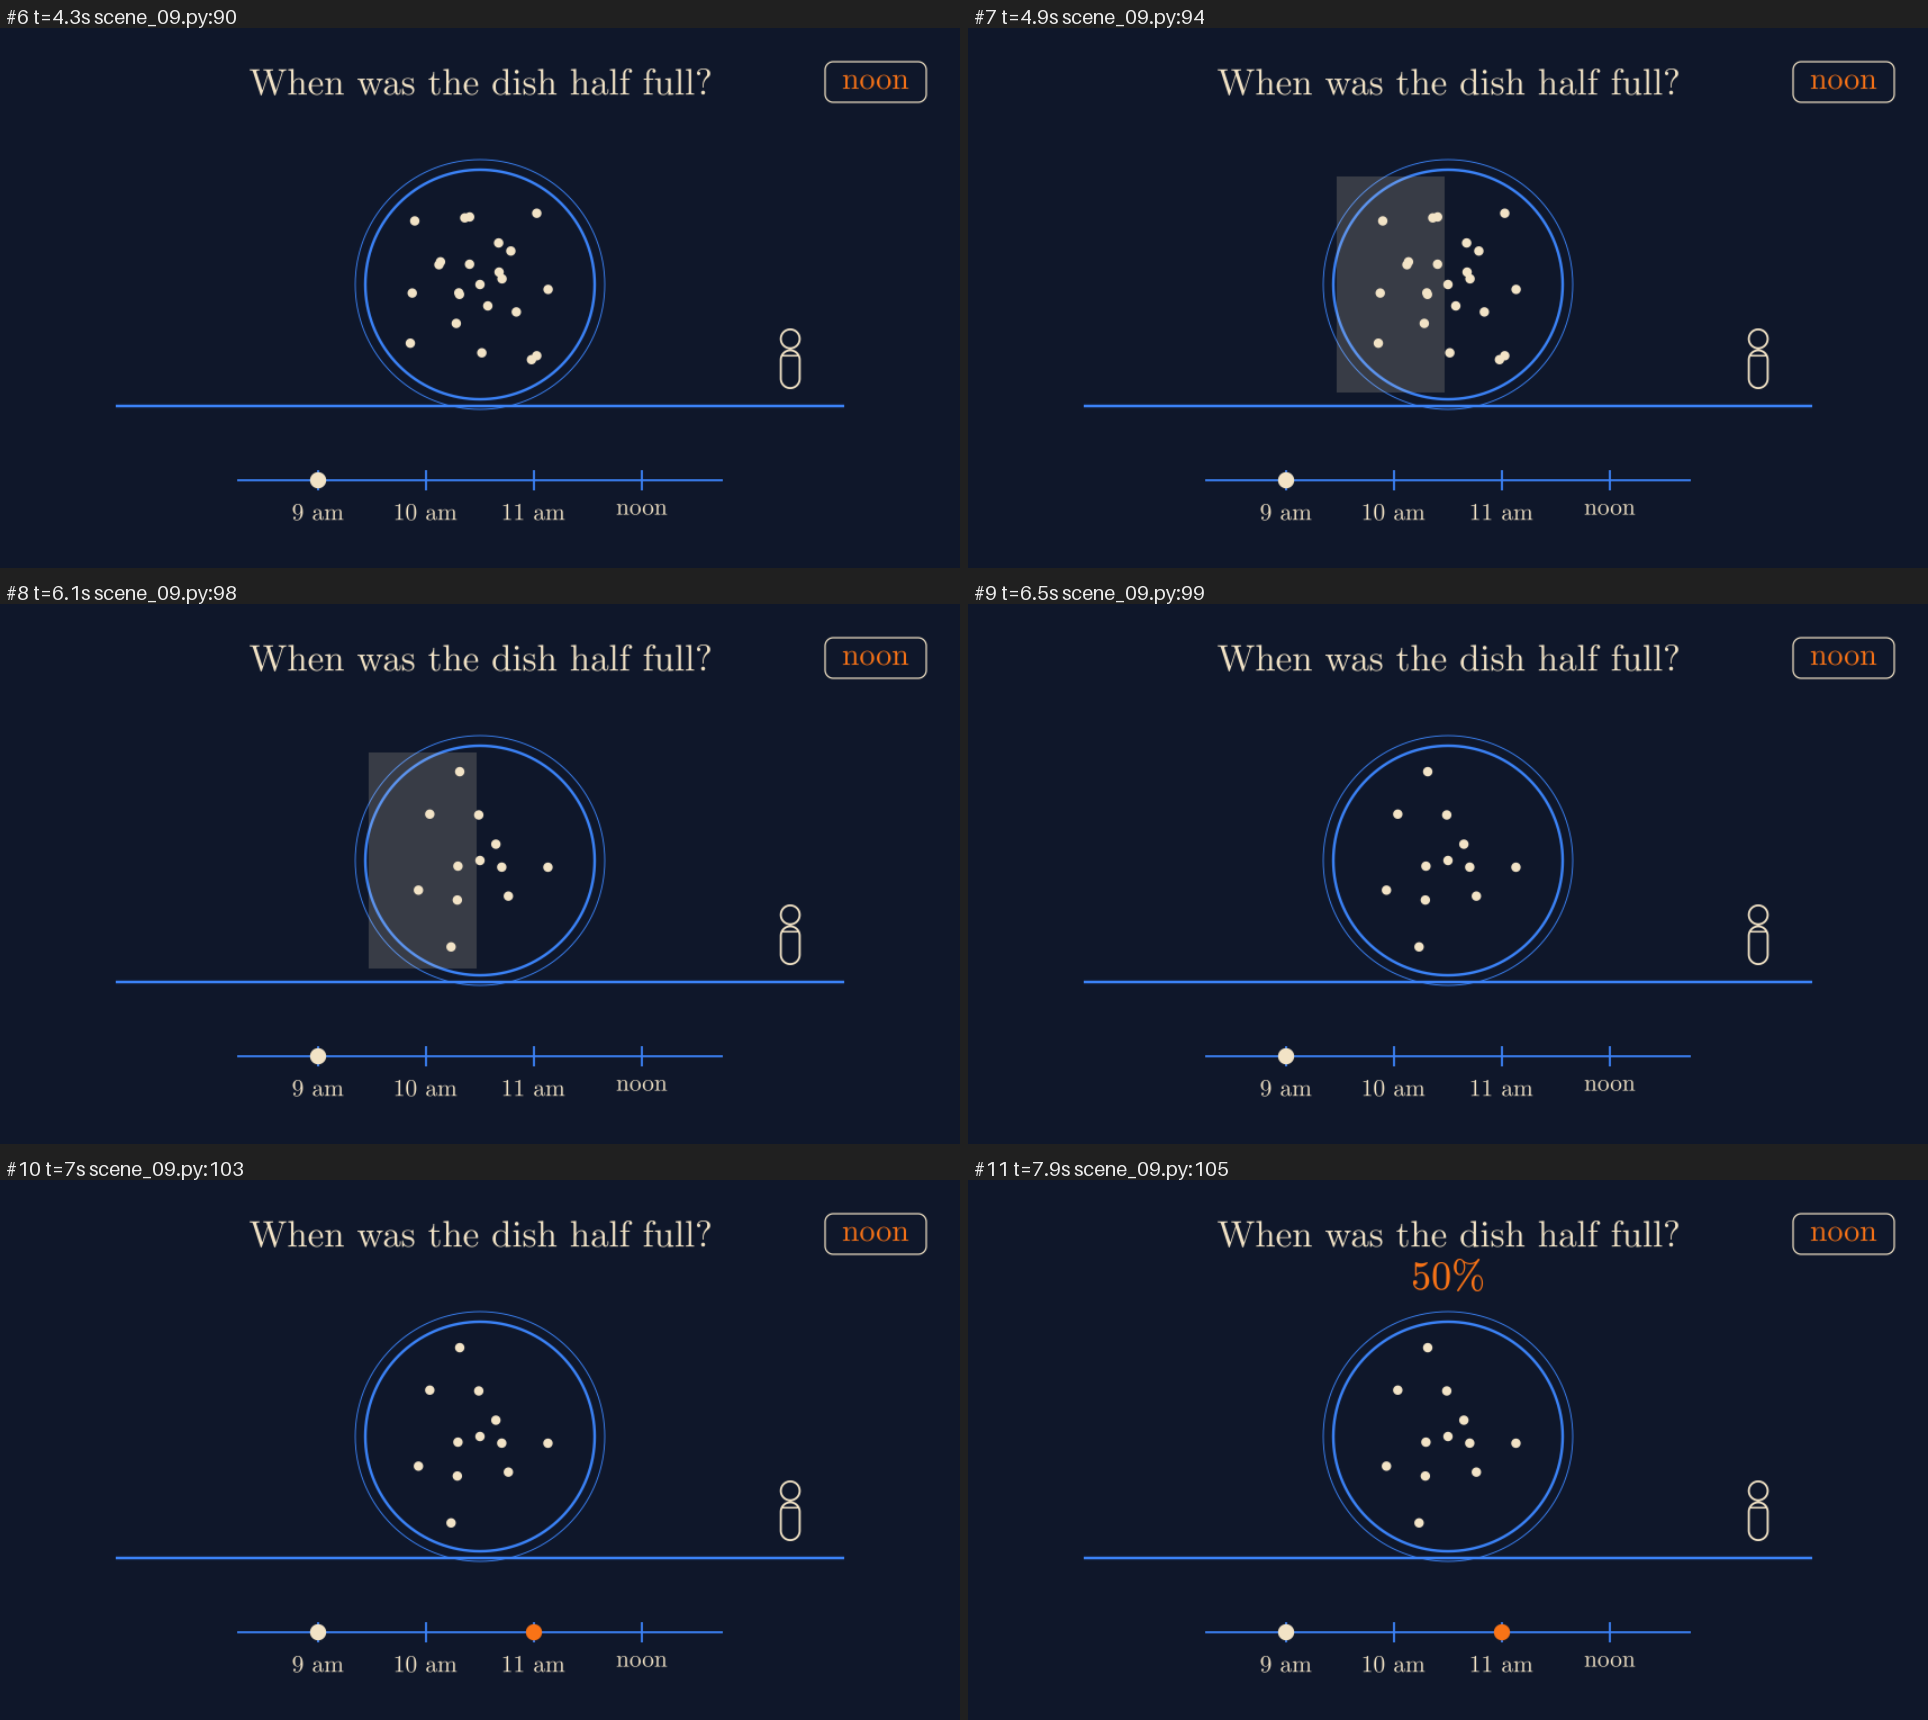 #6 t=4.3s scene_09.py:90
When was the dish half full?
noon
9 am 10 am 11 am noon
#7 t=4.9s scene_09.py:94
When was the dish half full?
noon
9 am 10 am 11 am noon
#8 t=6.1s scene_09.py:98
When was the dish half full?
noon
9 am 10 am 11 am noon
#9 t=6.5s scene_09.py:99
When was the dish half full?
noon
9 am 10 am 11 am noon
#10 t=7s scene_09.py:103
When was the dish half full?
noon
9 am 10 am 11 am noon
#11 t=7.9s scene_09.py:105
When was the dish half full?
noon
50%
9 am 10 am 11 am noon